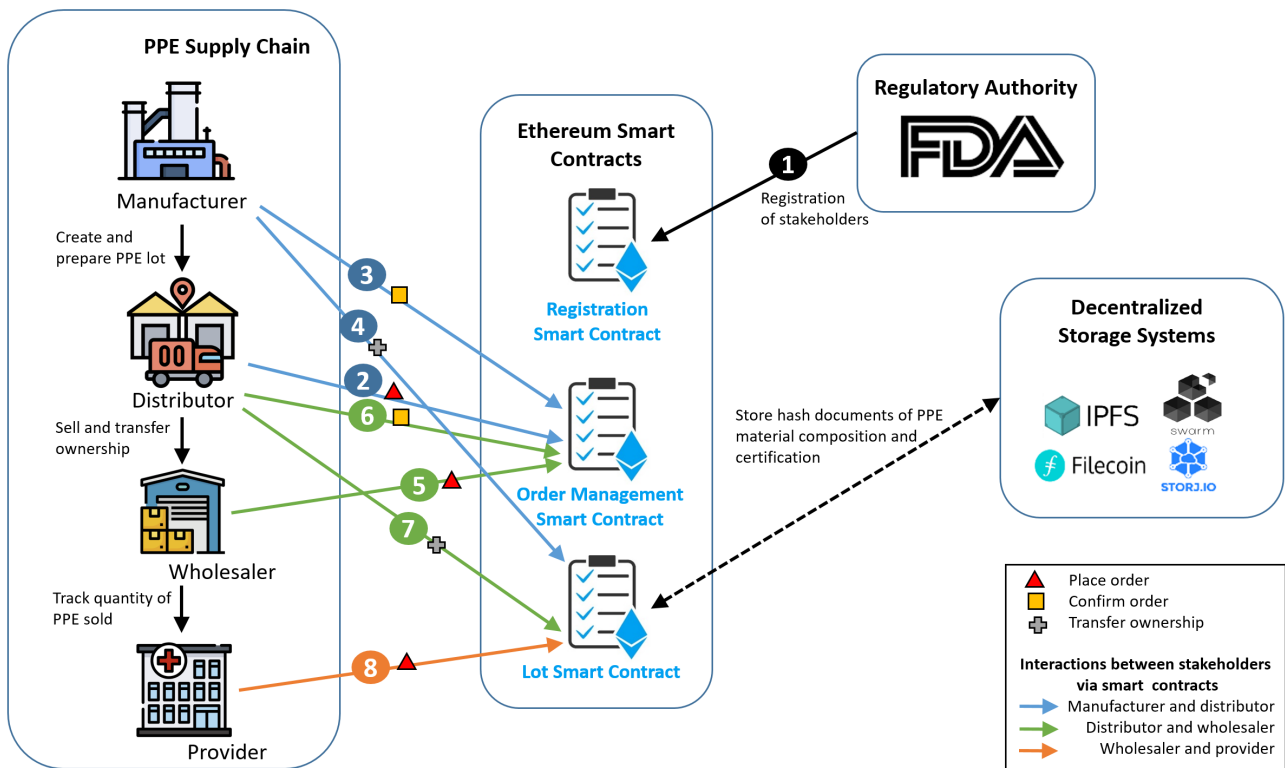 PPE Supply Chain
Manufacturer
Create and
prepare PPE lot
Distributor
Sell and transfer
ownership
Wholesaler
Track quantity of
PPE sold
Provider
3
4
2
6
5
7
8
Ethereum Smart
Contracts
Registration
Smart Contract
Order Management
Smart Contract
Lot Smart Contract
1
Registration
of stakeholders
Regulatory Authority
FDA
Store hash documents of PPE
material composition and
certification
Decentralized
Storage Systems
IPFS
swarm
Filecoin
STORJ.IO
Place order
Confirm order
Transfer ownership
Interactions between stakeholders
via smart contracts
Manufacturer and distributor
Distributor and wholesaler
Wholesaler and provider